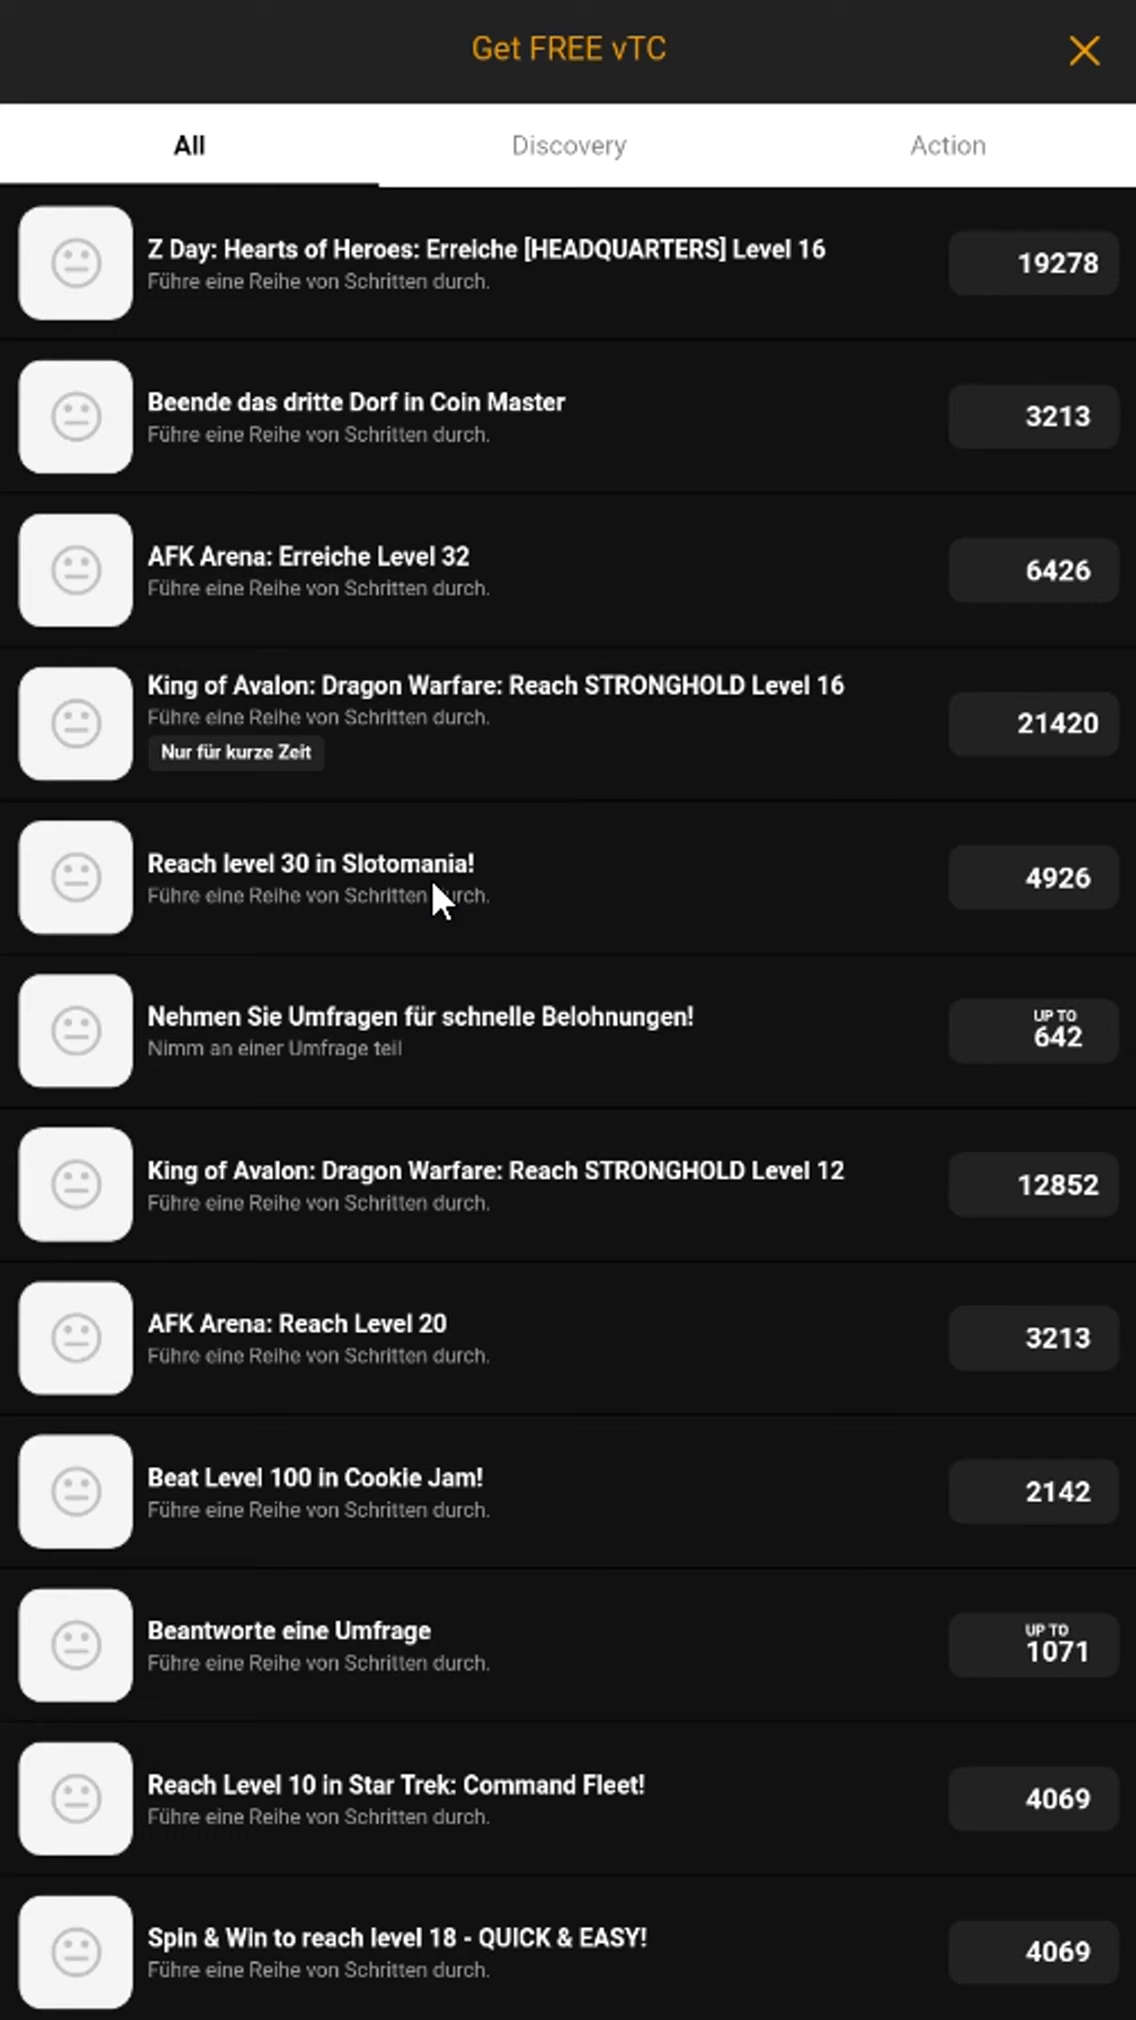 Get FREE vTC
All
Discovery
Action
Z Day: Hearts of Heroes: Erreiche [HEADQUARTERS] Level 16
Führe eine Reihe von Schritten durch.
19278
Beende das dritte Dorf in Coin Master
Führe eine Reihe von Schritten durch.
3213
AFK Arena: Erreiche Level 32
Führe eine Reihe von Schritten durch.
6426
King of Avalon: Dragon Warfare: Reach STRONGHOLD Level 16
Führe eine Reihe von Schritten durch.
Nur für kurze Zeit
21420
Reach level 30 in Slotomania!
Führe eine Reihe von Schritten durch.
4926
Nehmen Sie Umfragen für schnelle Belohnungen!
Nimm an einer Umfrage teil
UP TO
642
King of Avalon: Dragon Warfare: Reach STRONGHOLD Level 12
Führe eine Reihe von Schritten durch.
12852
AFK Arena: Reach Level 20
Führe eine Reihe von Schritten durch.
3213
Beat Level 100 in Cookie Jam!
Führe eine Reihe von Schritten durch.
2142
Beantworte eine Umfrage
Führe eine Reihe von Schritten durch.
UP TO
1071
Reach Level 10 in Star Trek: Command Fleet!
Führe eine Reihe von Schritten durch.
4069
Spin & Win to reach level 18 - QUICK & EASY!
Führe eine Reihe von Schritten durch.
4069